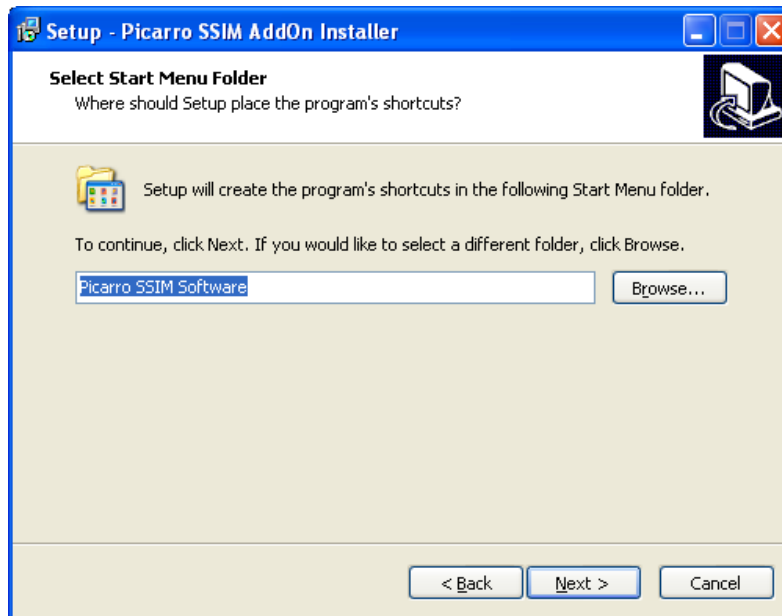 Setup - Picarro SSIM AddOn Installer
Select Start Menu Folder
Where should Setup place the program's shortcuts?
Setup will create the program's shortcuts in the following Start Menu folder.
To continue, click Next. If you would like to select a different folder, click Browse.
Picarro SSIM Software
Browse...
< Back
Next >
Cancel